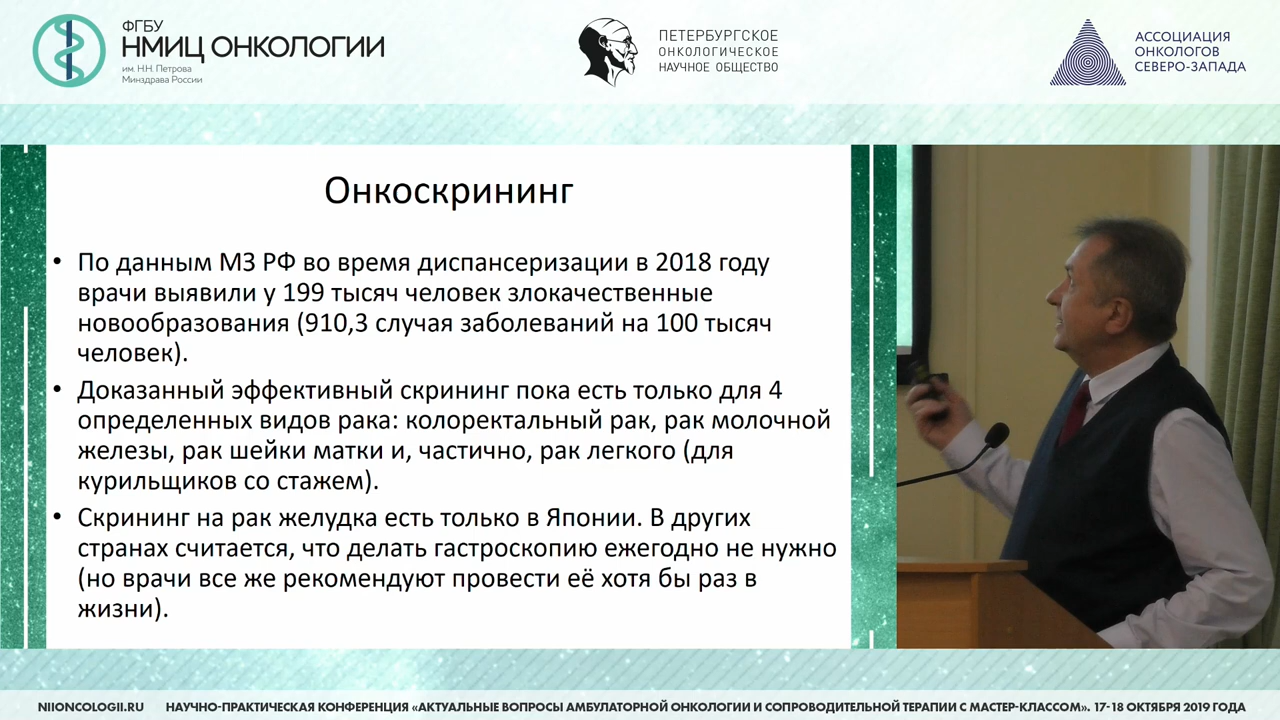 ФГБУ
НМИЦ ОНКОЛОГИИ
им. Н.Н. Петрова
Минздрава России
ПЕТЕРБУРГСКОЕ
ОНКОЛОГИЧЕСКОЕ
НАУЧНОЕ ОБЩЕСТВО
АССОЦИАЦИЯ
ОНКОЛОГОВ
СЕВЕРО-ЗАПАДА
Онкоскрининг
• По данным МЗ РФ во время диспансеризации в 2018 году
врачи выявили у 199 тысяч человек злокачественные
новообразования (910,3 случая заболеваний на 100 тысяч
человек).
• Доказанный эффективный скрининг пока есть только для 4
определенных видов рака: колоректальный рак, рак молочной
железы, рак шейки матки и, частично, рак легкого (для
курильщиков со стажем).
• Скрининг на рак желудка есть только в Японии. В других
странах считается, что делать гастроскопию ежегодно не нужно
(но врачи все же рекомендуют провести её хотя бы раз в
жизни).
NIIONCOLOGII.RU НАУЧНО-ПРАКТИЧЕСКАЯ КОНФЕРЕНЦИЯ «АКТУАЛЬНЫЕ ВОПРОСЫ АМБУЛАТОРНОЙ ОНКОЛОГИИ И СОПРОВОДИТЕЛЬНОЙ ТЕРАПИИ С МАСТЕР-КЛАССОМ». 17-18 ОКТЯБРЯ 2019 ГОДА